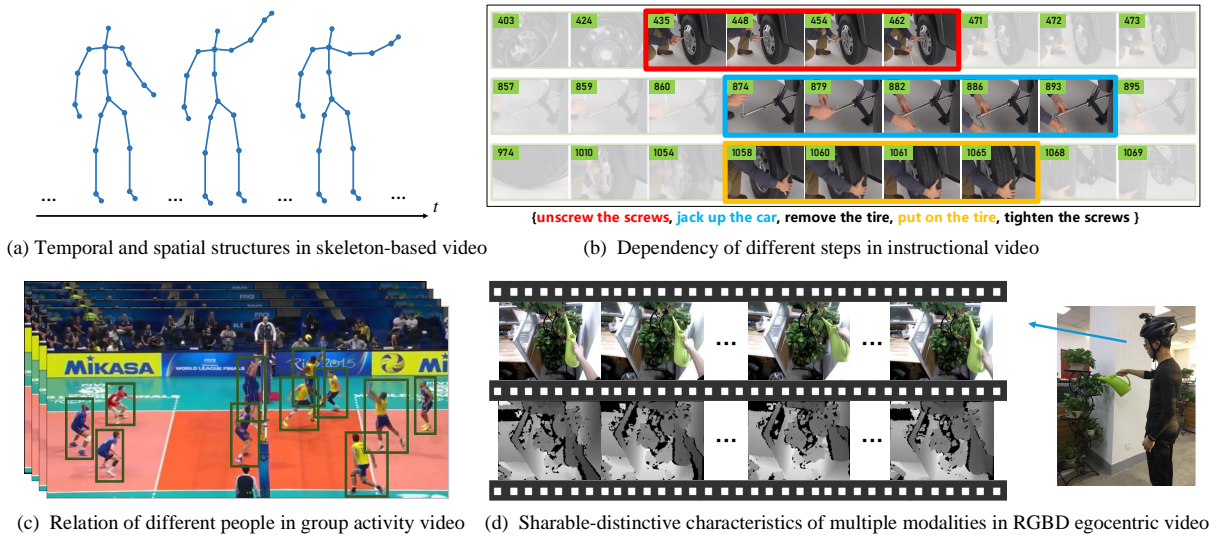 ... ... ... ... t
(a) Temporal and spatial structures in skeleton-based video
403 424 435 448 454 462 471 472 473
857 859 860 874 879 882 886 893 895
974 1010 1054 1058 1060 1061 1065 1068 1069
{unscrew the screws, jack up the car, remove the tire, put on the tire, tighten the screws }
(b) Dependency of different steps in instructional video
MIKASA
WORLD LEAGUE FINALS
(c) Relation of different people in group activity video
... ...
... ...
(d) Sharable-distinctive characteristics of multiple modalities in RGBD egocentric video